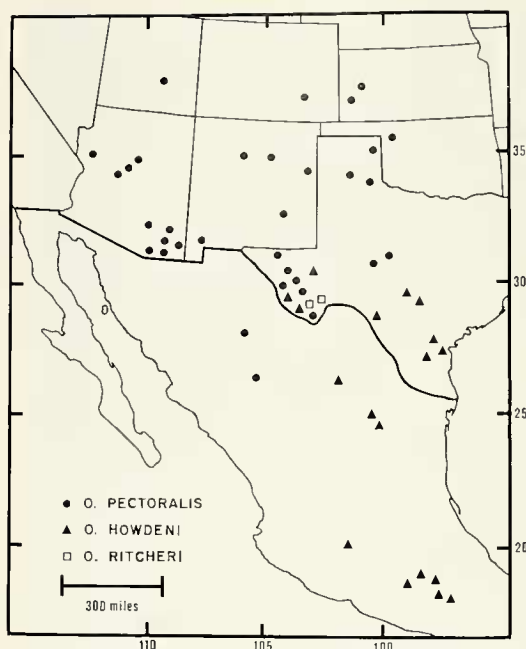 35
30
25
20
● O. PECTORALIS
▲ O. HOWDENI
□ O. RITCHERI
300 miles
110 105 100